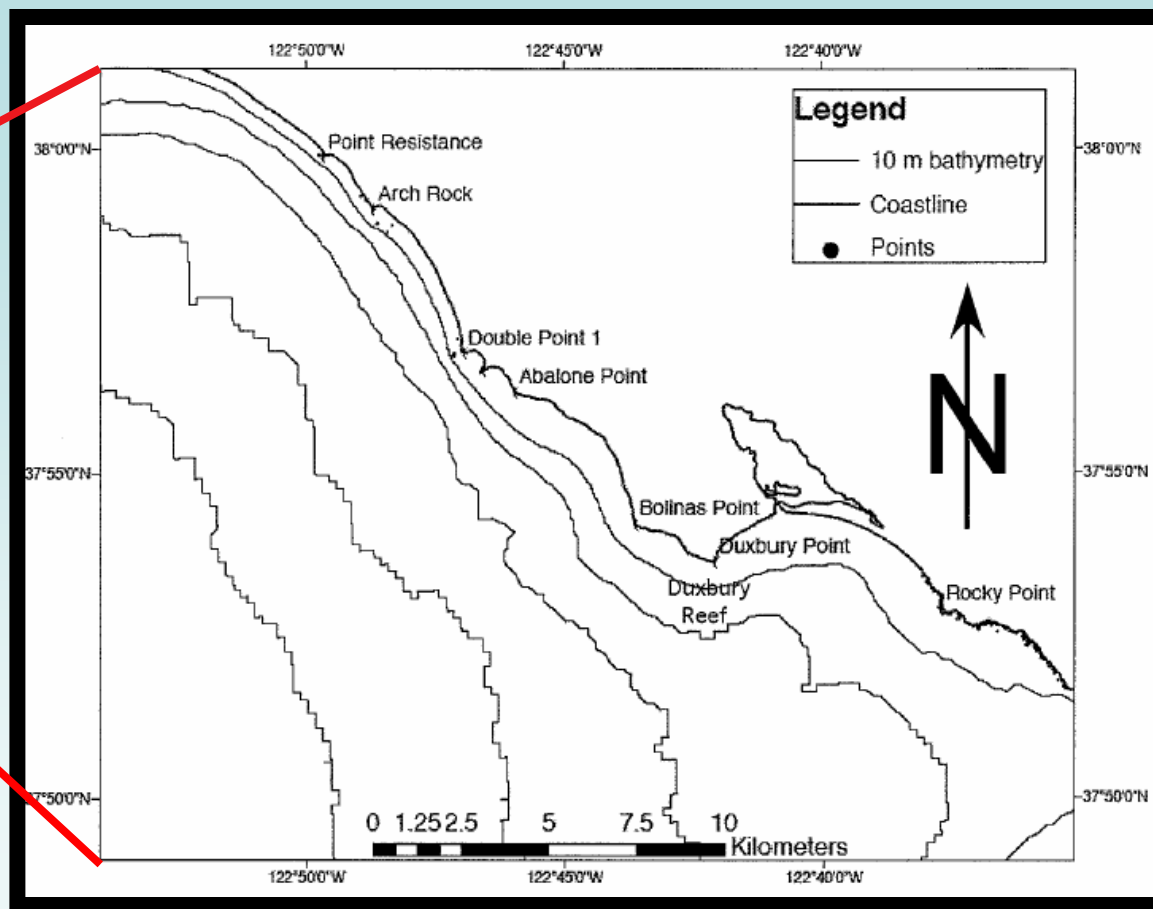 122°50'0"W 122°45'0"W 122°40'0"W
Legend
10 m bathymetry
Coastline
Points
38°0'0"N
38°0'0"N
Point Resistance
Arch Rock
Double Point 1
Abalone Point
N
37°55'0"N
37°55'0"N
Bolinas Point
Duxbury Point
Duxbury
Reef
Rocky Point
37°50'0"N
37°50'0"N
0 1.25 2.5 5 7.5 10
Kilometers
122°50'0"W 122°45'0"W 122°40'0"W